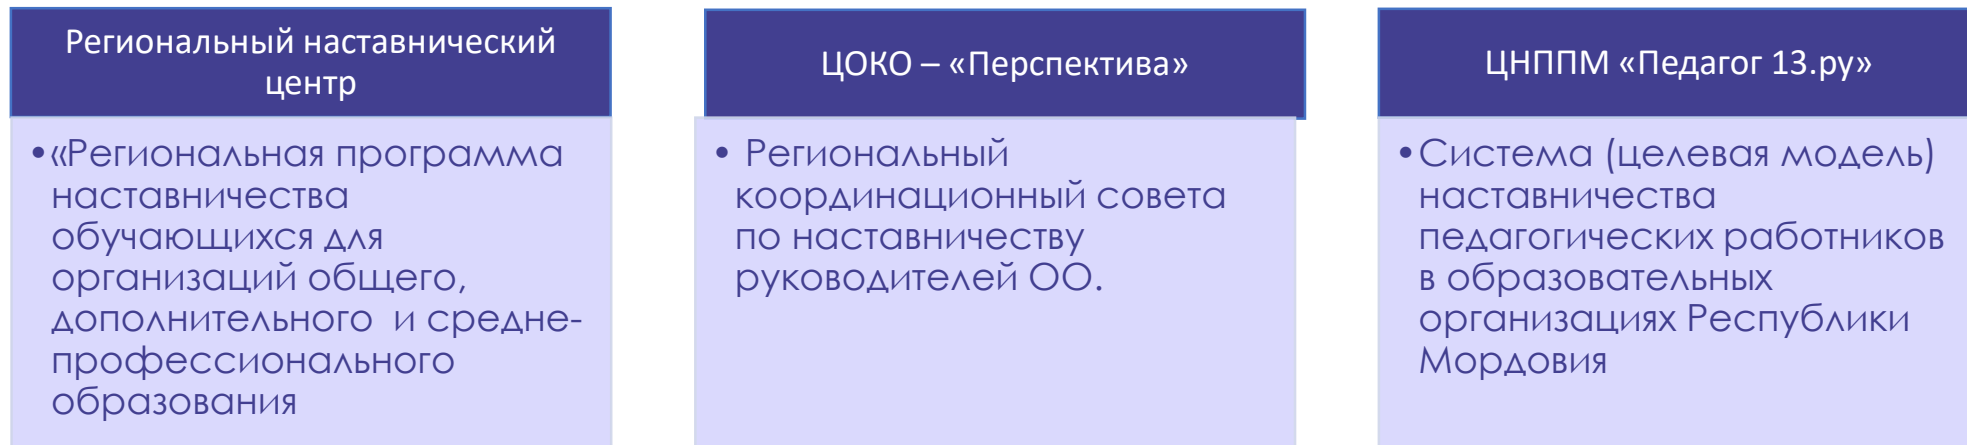 Региональный наставнический
центр
•«Региональная программа
наставничества
обучающихся для
организаций общего,
дополнительного и средне-
профессионального
образования
ЦОКО – «Перспектива»
• Региональный
координационный совета
по наставничеству
руководителей ОО.
ЦНППМ «Педагог 13.ру»
•Система (целевая модель)
наставничества
педагогических работников
в образовательных
организациях Республики
Мордовия